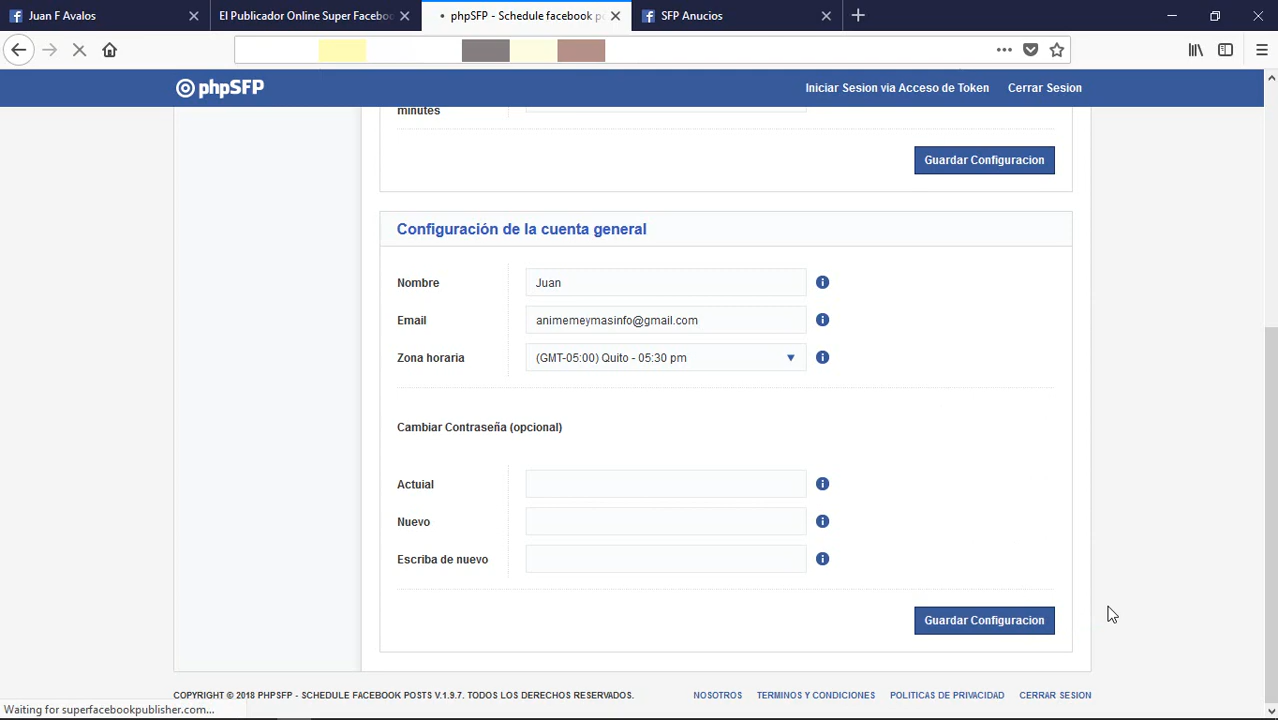 Juan F Avalos
El Publicador Online Super Facebo
phpSFP - Schedule facebook po
SFP Anucios
phpSFP
Iniciar Sesion via Acceso de Token
Cerrar Sesion
minutes
Guardar Configuracion
Configuración de la cuenta general
Nombre
Juan
Email
animemeymasinfo@gmail.com
Zona horaria
(GMT-05:00) Quito - 05:30 pm
Cambiar Contraseña (opcional)
Actuial
Nuevo
Escriba de nuevo
Guardar Configuracion
COPYRIGHT © 2018 PHPSFP - SCHEDULE FACEBOOK POSTS V.1.9.7. TODOS LOS DERECHOS RESERVADOS.
NOSOTROS
TERMINOS Y CONDICIONES
POLITICAS DE PRIVACIDAD
CERRAR SESION
Waiting for superfacebookpublisher.com...